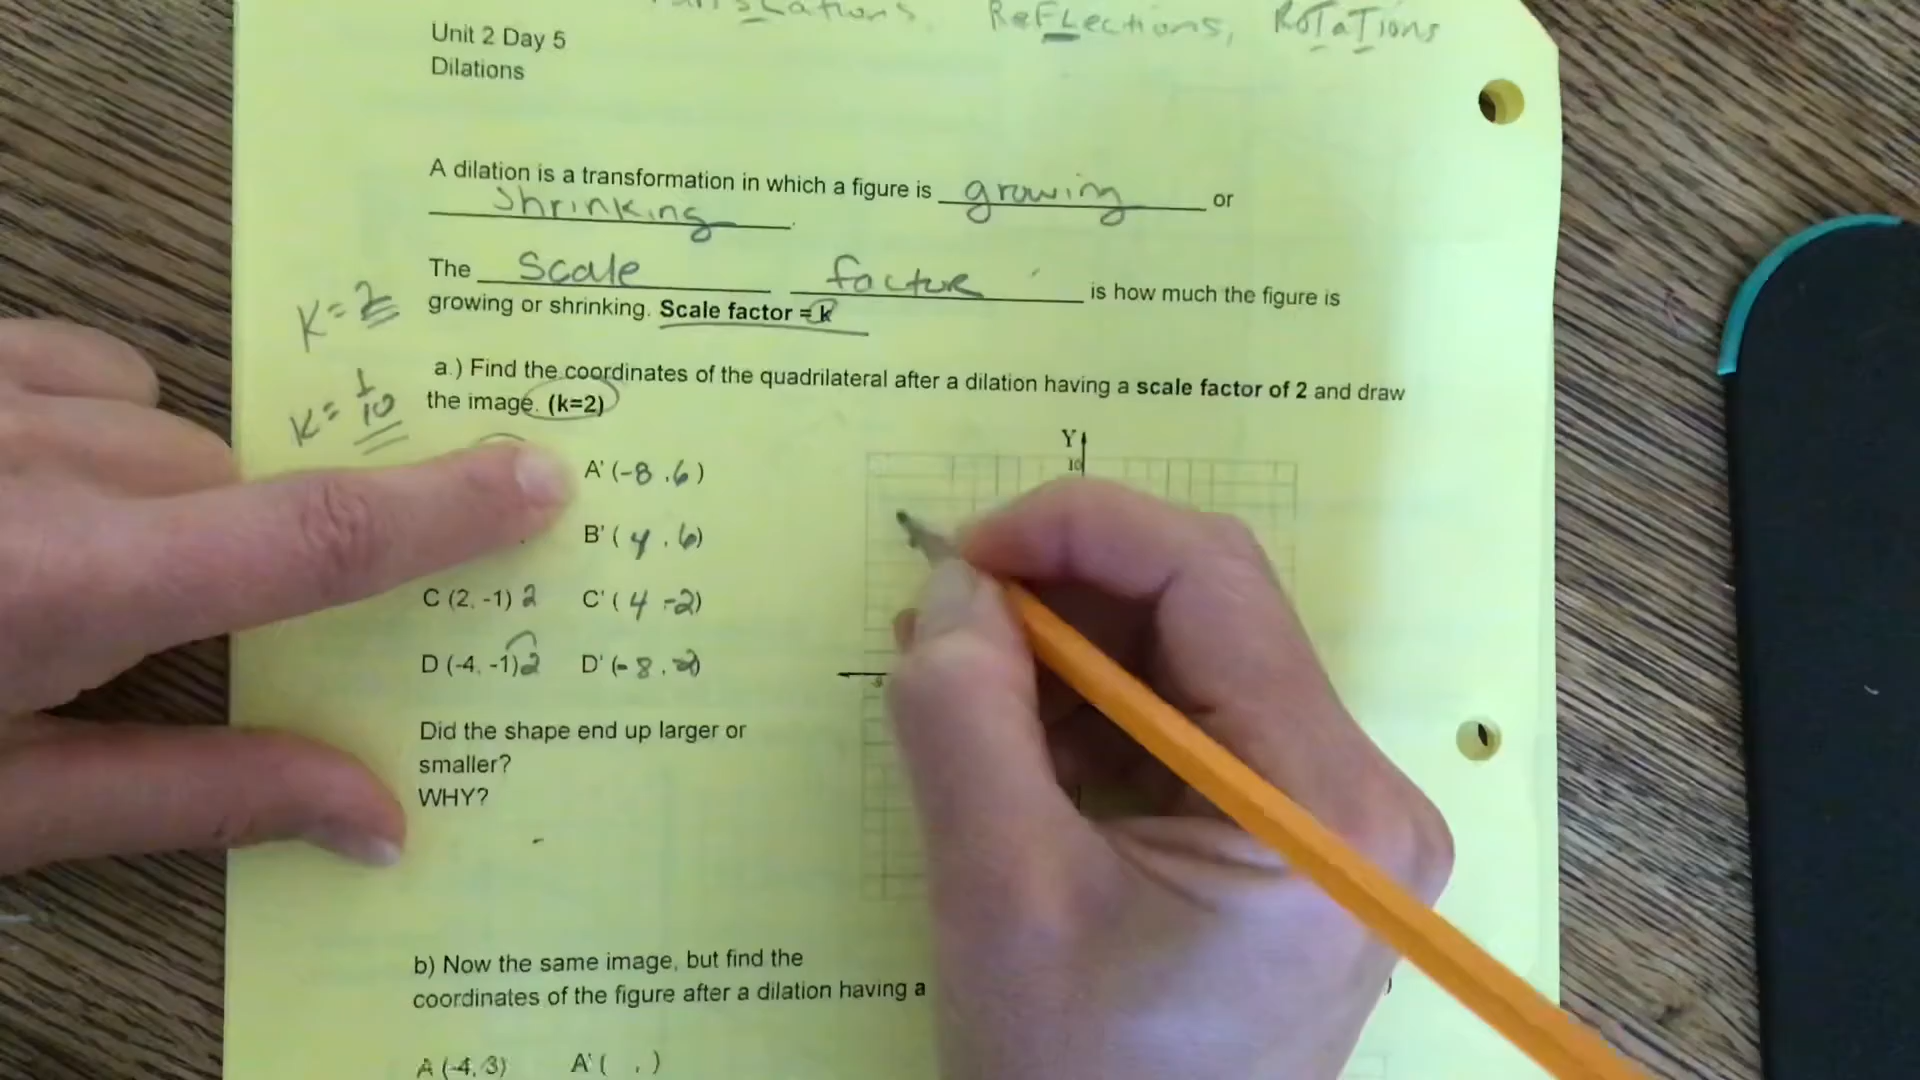 Translations, Reflections, Rotations
Unit 2 Day 5
Dilations
A dilation is a transformation in which a figure is growing or
shrinking.
The scale factor is how much the figure is
growing or shrinking. Scale factor = k
K=2
K=1/10
a.) Find the coordinates of the quadrilateral after a dilation having a scale factor of 2 and draw
the image. (k=2)
Y
10
A' (-8,6)
B' (4,6)
C (2, -1) 2 C' (4 -2)
D (-4, -1) 2 D' (-8,-2)
Did the shape end up larger or
smaller?
WHY?
b) Now the same image, but find the
coordinates of the figure after a dilation having a
A (-4, 3) A' ( , )